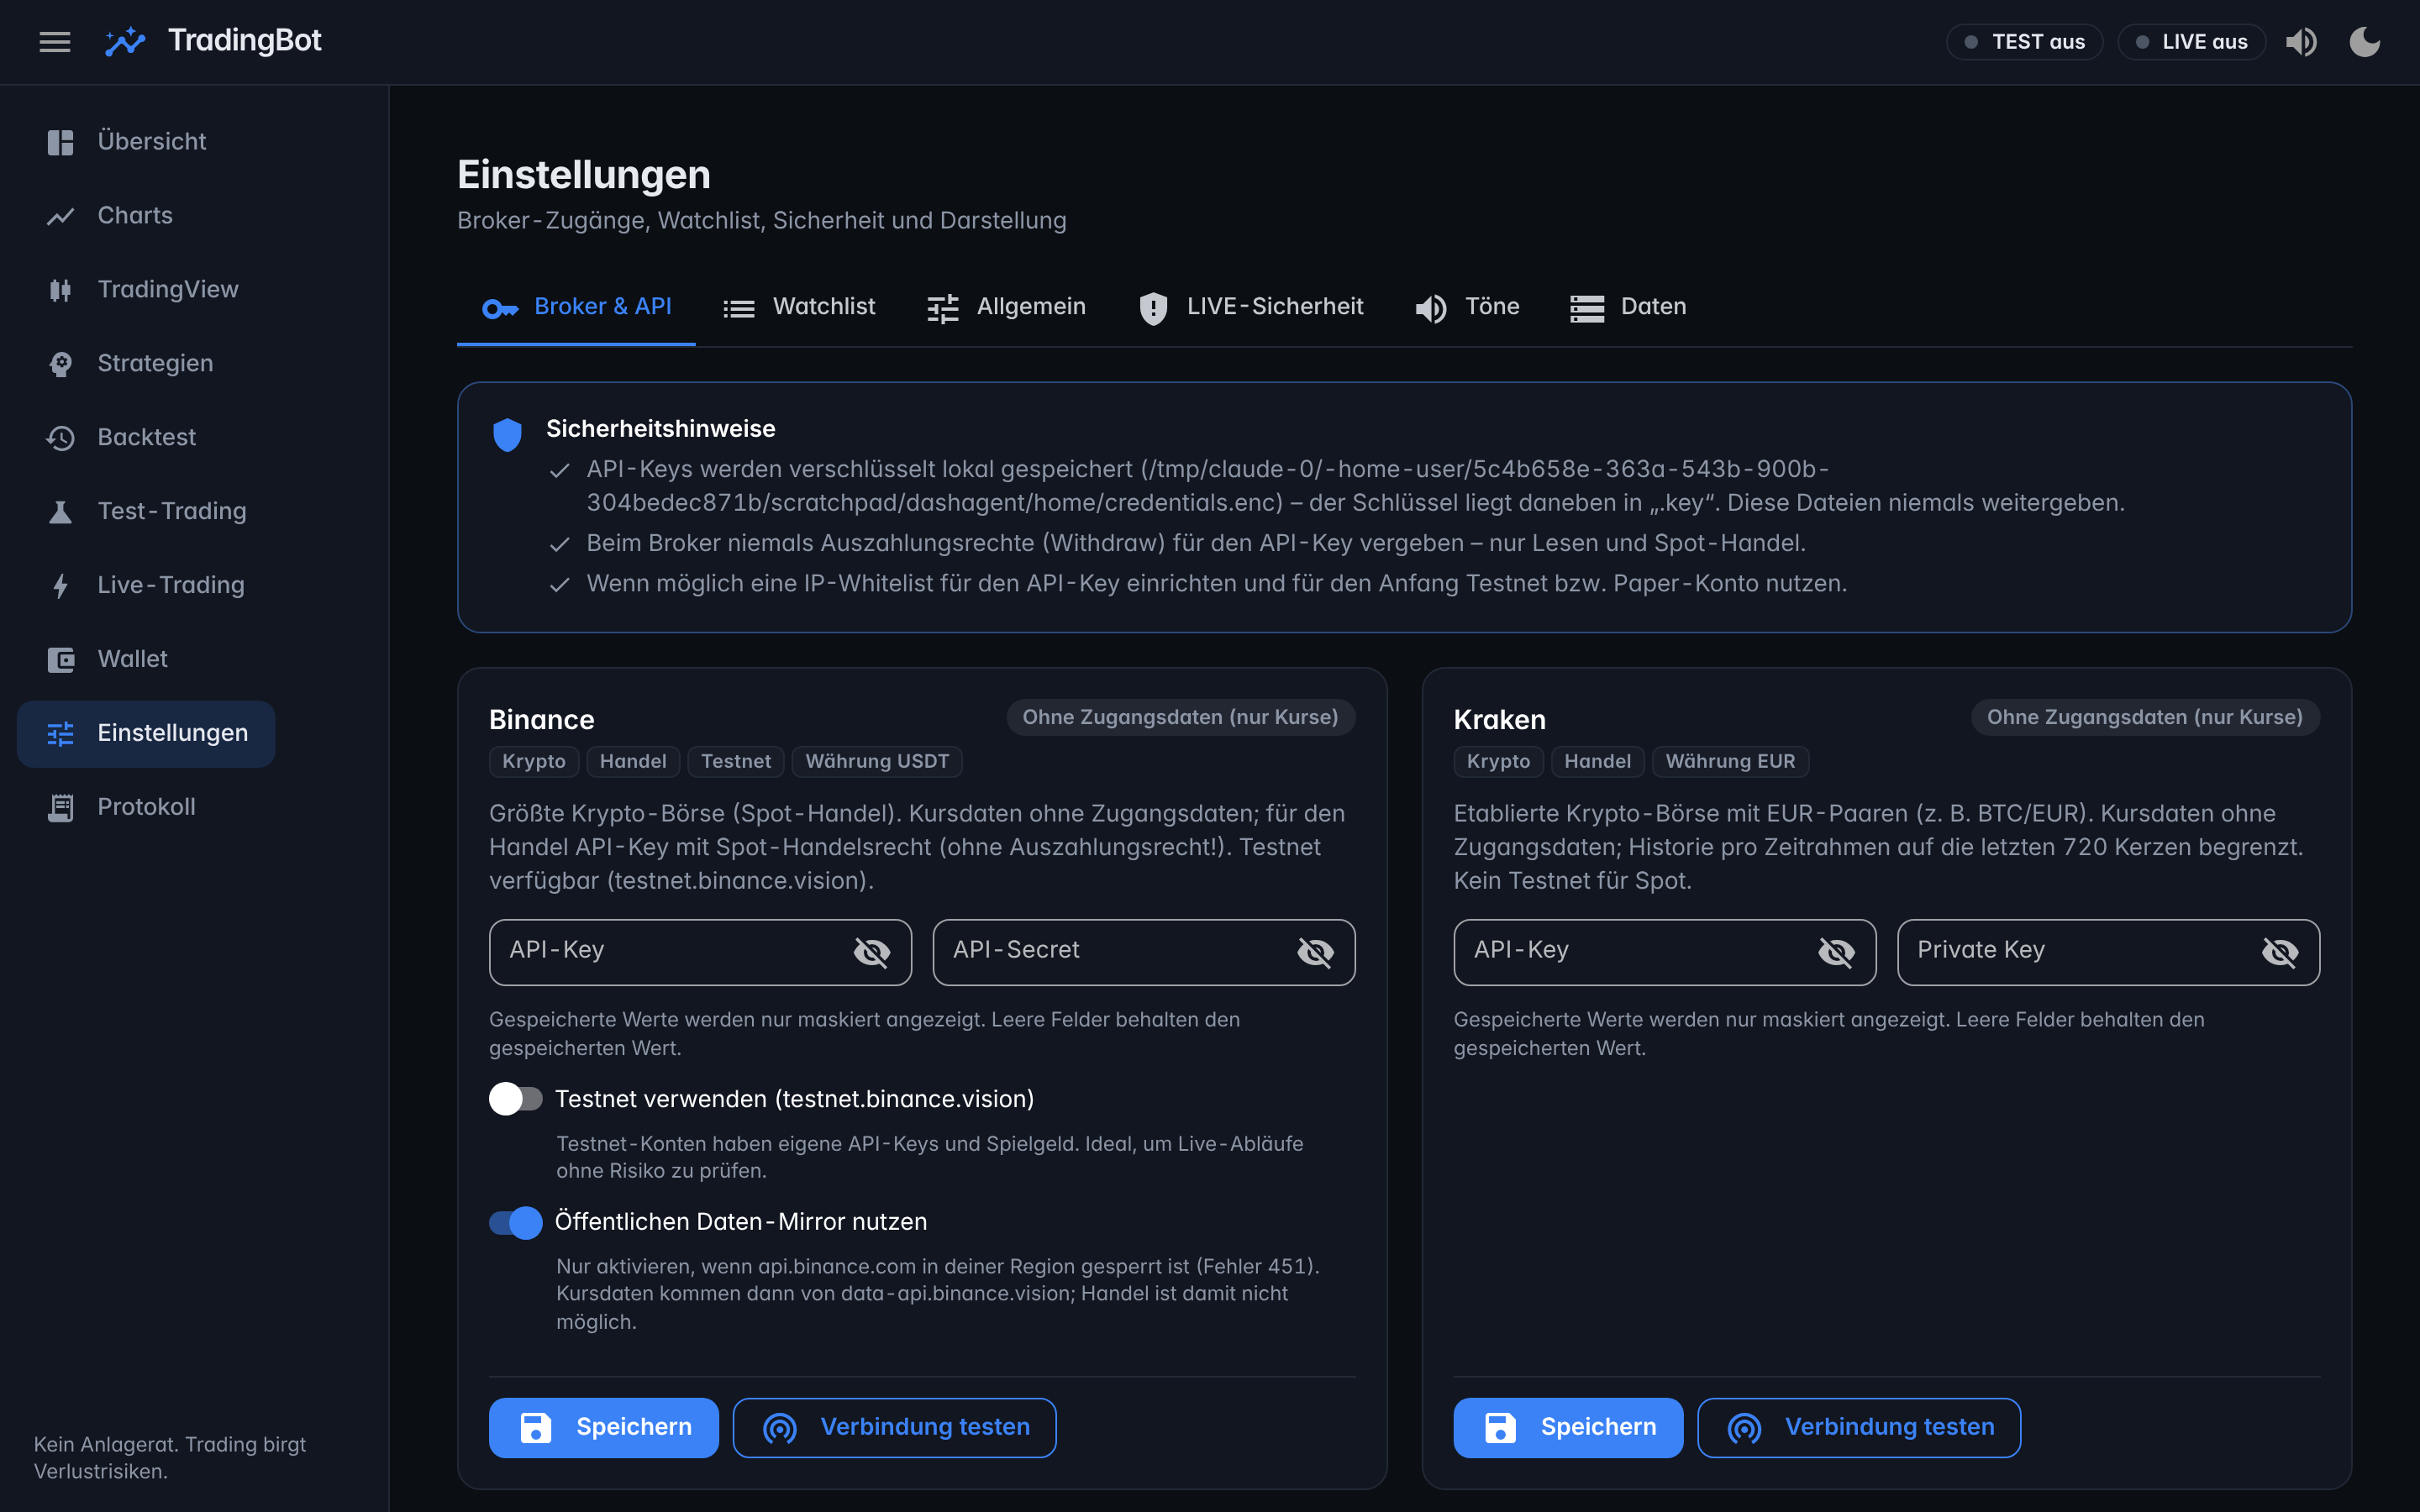 TradingBot
TEST aus
LIVE aus
Übersicht
Charts
TradingView
Strategien
Backtest
Test-Trading
Live-Trading
Wallet
Einstellungen
Protokoll
Kein Anlagerat. Trading birgt
Verlustrisiken.
Einstellungen
Broker-Zugänge, Watchlist, Sicherheit und Darstellung
Broker & API
Watchlist
Allgemein
LIVE-Sicherheit
Töne
Daten
Sicherheitshinweise
API-Keys werden verschlüsselt lokal gespeichert (/tmp/claude-0/-home-user/5c4b658e-363a-543b-900b-
304bedec871b/scratchpad/dashagent/home/credentials.enc) – der Schlüssel liegt daneben in „.key“. Diese Dateien niemals weitergeben.
Beim Broker niemals Auszahlungsrechte (Withdraw) für den API-Key vergeben – nur Lesen und Spot-Handel.
Wenn möglich eine IP-Whitelist für den API-Key einrichten und für den Anfang Testnet bzw. Paper-Konto nutzen.
Binance
Ohne Zugangsdaten (nur Kurse)
Krypto
Handel
Testnet
Währung USDT
Größte Krypto-Börse (Spot-Handel). Kursdaten ohne Zugangsdaten; für den
Handel API-Key mit Spot-Handelsrecht (ohne Auszahlungsrecht!). Testnet
verfügbar (testnet.binance.vision).
API-Key
API-Secret
Gespeicherte Werte werden nur maskiert angezeigt. Leere Felder behalten den
gespeicherten Wert.
Testnet verwenden (testnet.binance.vision)
Testnet-Konten haben eigene API-Keys und Spielgeld. Ideal, um Live-Abläufe
ohne Risiko zu prüfen.
Öffentlichen Daten-Mirror nutzen
Nur aktivieren, wenn api.binance.com in deiner Region gesperrt ist (Fehler 451).
Kursdaten kommen dann von data-api.binance.vision; Handel ist damit nicht
möglich.
Speichern
Verbindung testen
Kraken
Ohne Zugangsdaten (nur Kurse)
Krypto
Handel
Währung EUR
Etablierte Krypto-Börse mit EUR-Paaren (z. B. BTC/EUR). Kursdaten ohne
Zugangsdaten; Historie pro Zeitrahmen auf die letzten 720 Kerzen begrenzt.
Kein Testnet für Spot.
API-Key
Private Key
Gespeicherte Werte werden nur maskiert angezeigt. Leere Felder behalten den
gespeicherten Wert.
Speichern
Verbindung testen